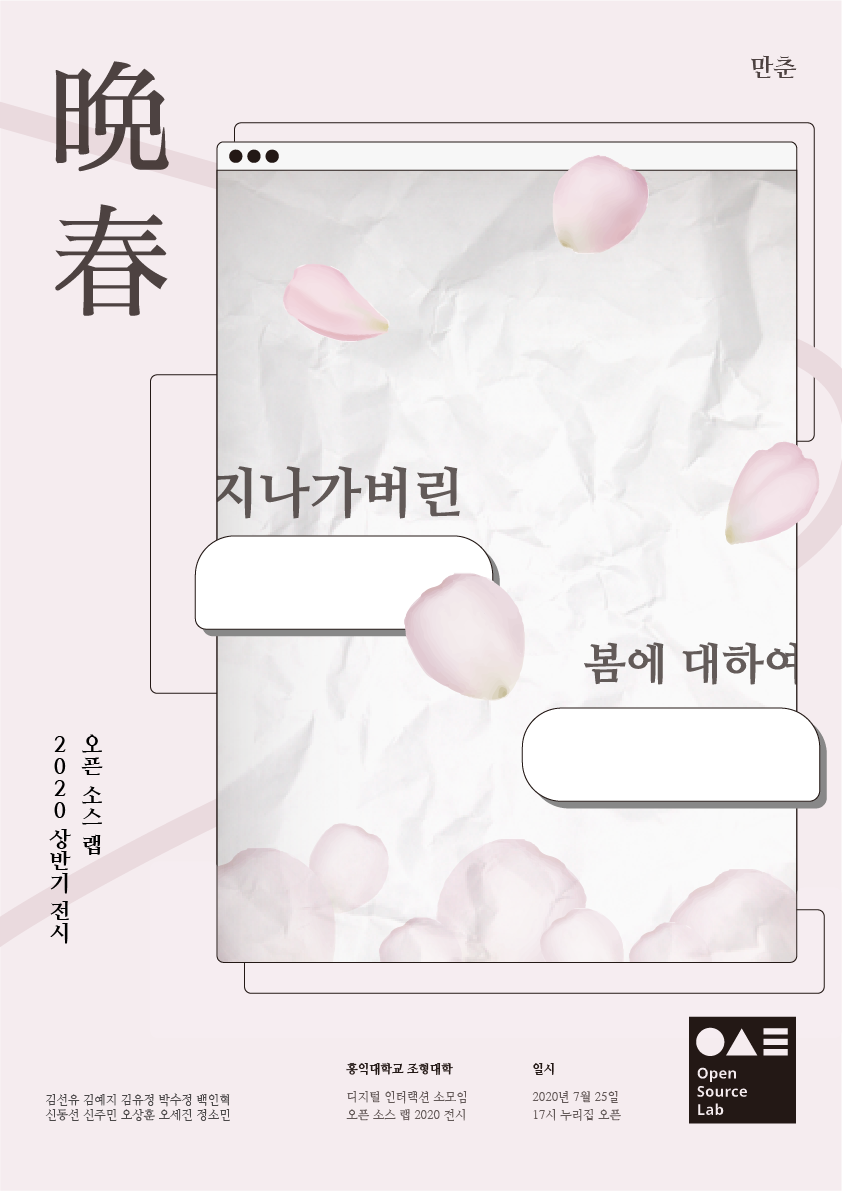 晩春
만춘
지나가버린
봄에 대하여
오픈 소스 랩
2020 상반기 전시
김선유 김예지 김유정 박수정 백인혁
신동선 신주민 오상훈 오세진 정소민
홍익대학교 조형대학
디지털 인터랙션 소모임
오픈 소스 랩 2020 전시
일시
2020년 7월 25일
17시 누리집 오픈
Open
Source
Lab